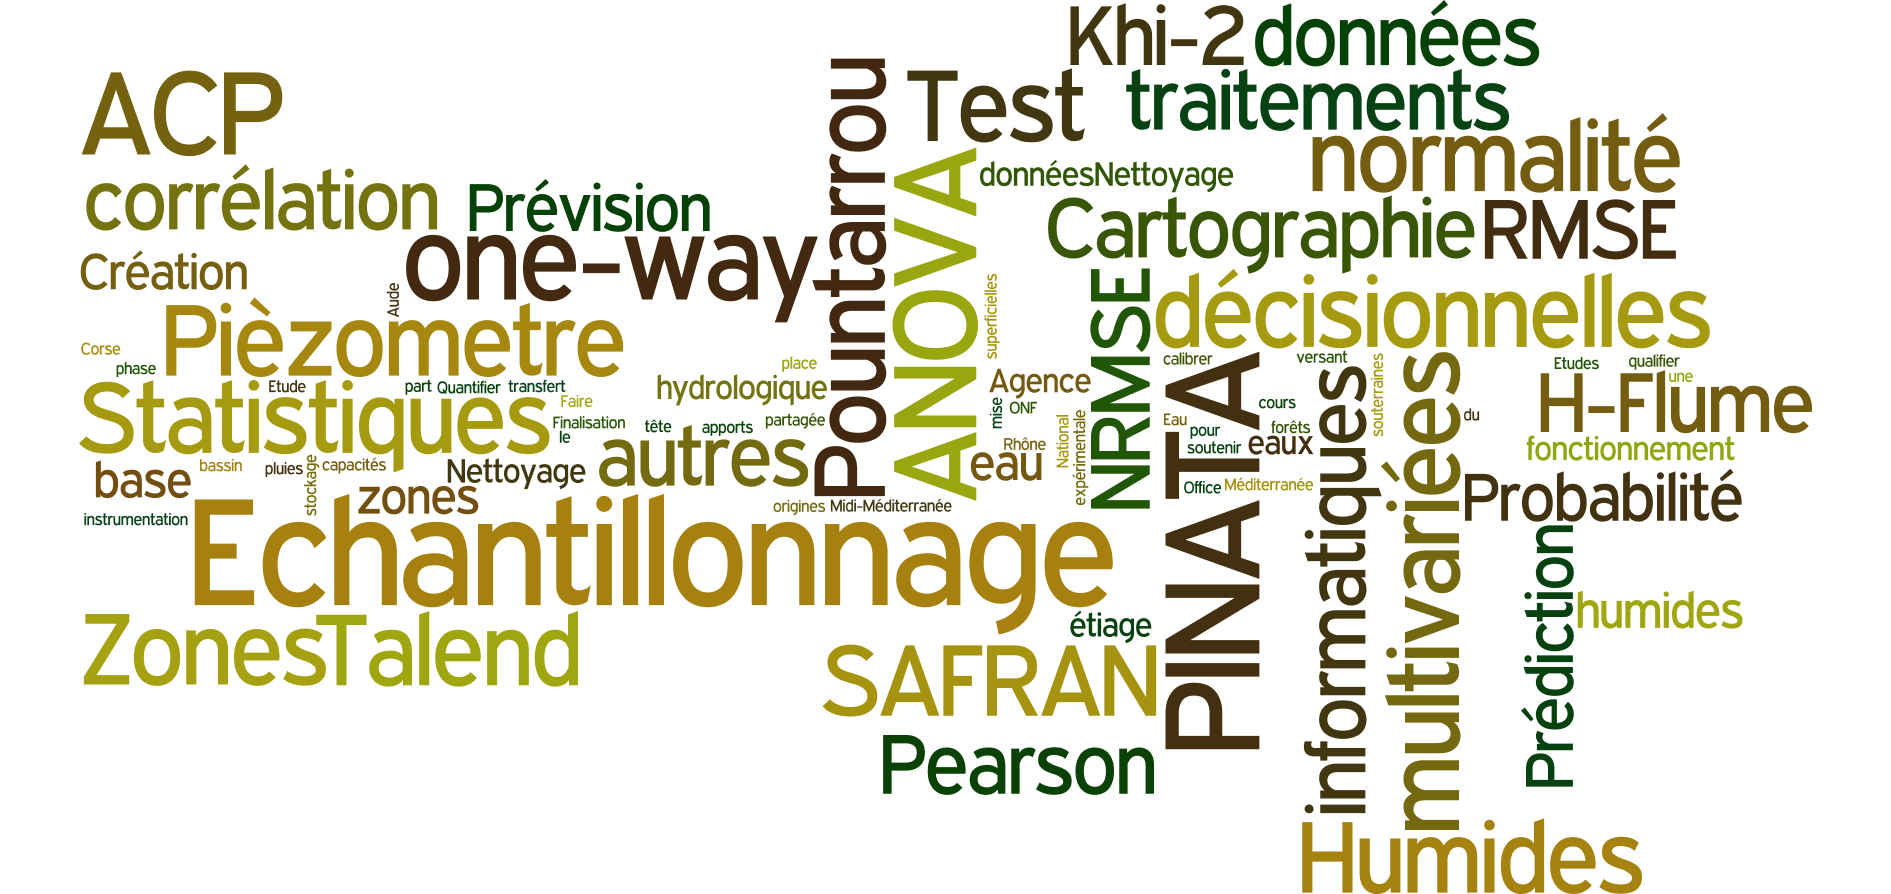 Khi-2
données
ACP
Test
traitements
normalité
corrélation
Prévision
Pountarrou
ANOVA
donnéesNettoyage
Cartographie
RMSE
Création
Aude
one-way
superficielles
NRMSE
décisionnelles
Pièzometre
Corse
phase
place
calibrer
versant
Etudes
qualifier
une
Statistiques
Etude
part
Quantifier
transfert
Faire
hydrologique
Agence
mise
ONF
PINATA
cours
informatiques
souterraines
multivariées
du
H-Flume
Finalisation
le
tête
apports
partagée
autres
Rhône
National
expérimentale
Eau
pour
forêts
soutenir
eaux
fonctionnement
base
bassin
pluies
stockage
capacités
Nettoyage
eau
zones
Office
Méditerranée
Probabilité
instrumentation
Echantillonnage
origines
Midi-Méditerranée
ZonesTalend
étiage
Prédiction
humides
SAFRAN
Pearson
Humides